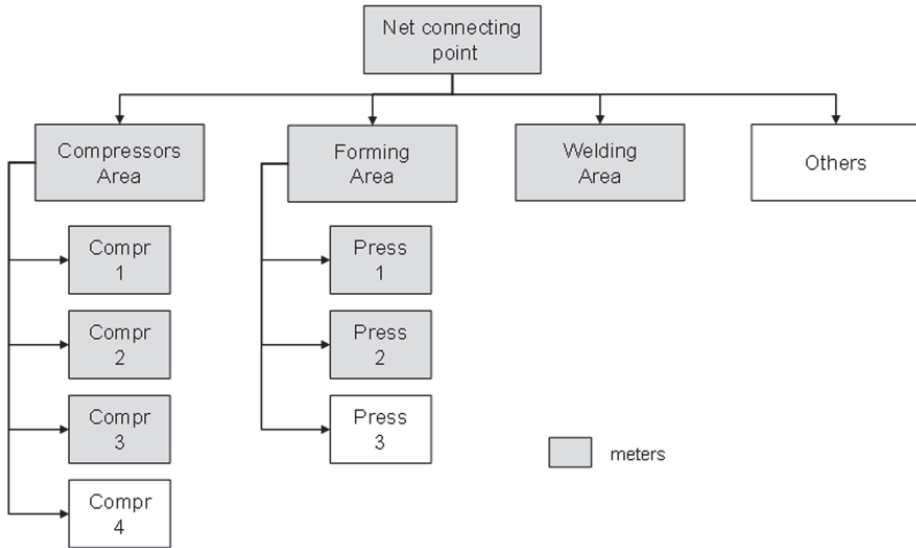 Net connecting
point
Compressors
Area
Forming
Area
Welding
Area
Others
Compr
1
Compr
2
Compr
3
Compr
4
Press
1
Press
2
Press
3
meters